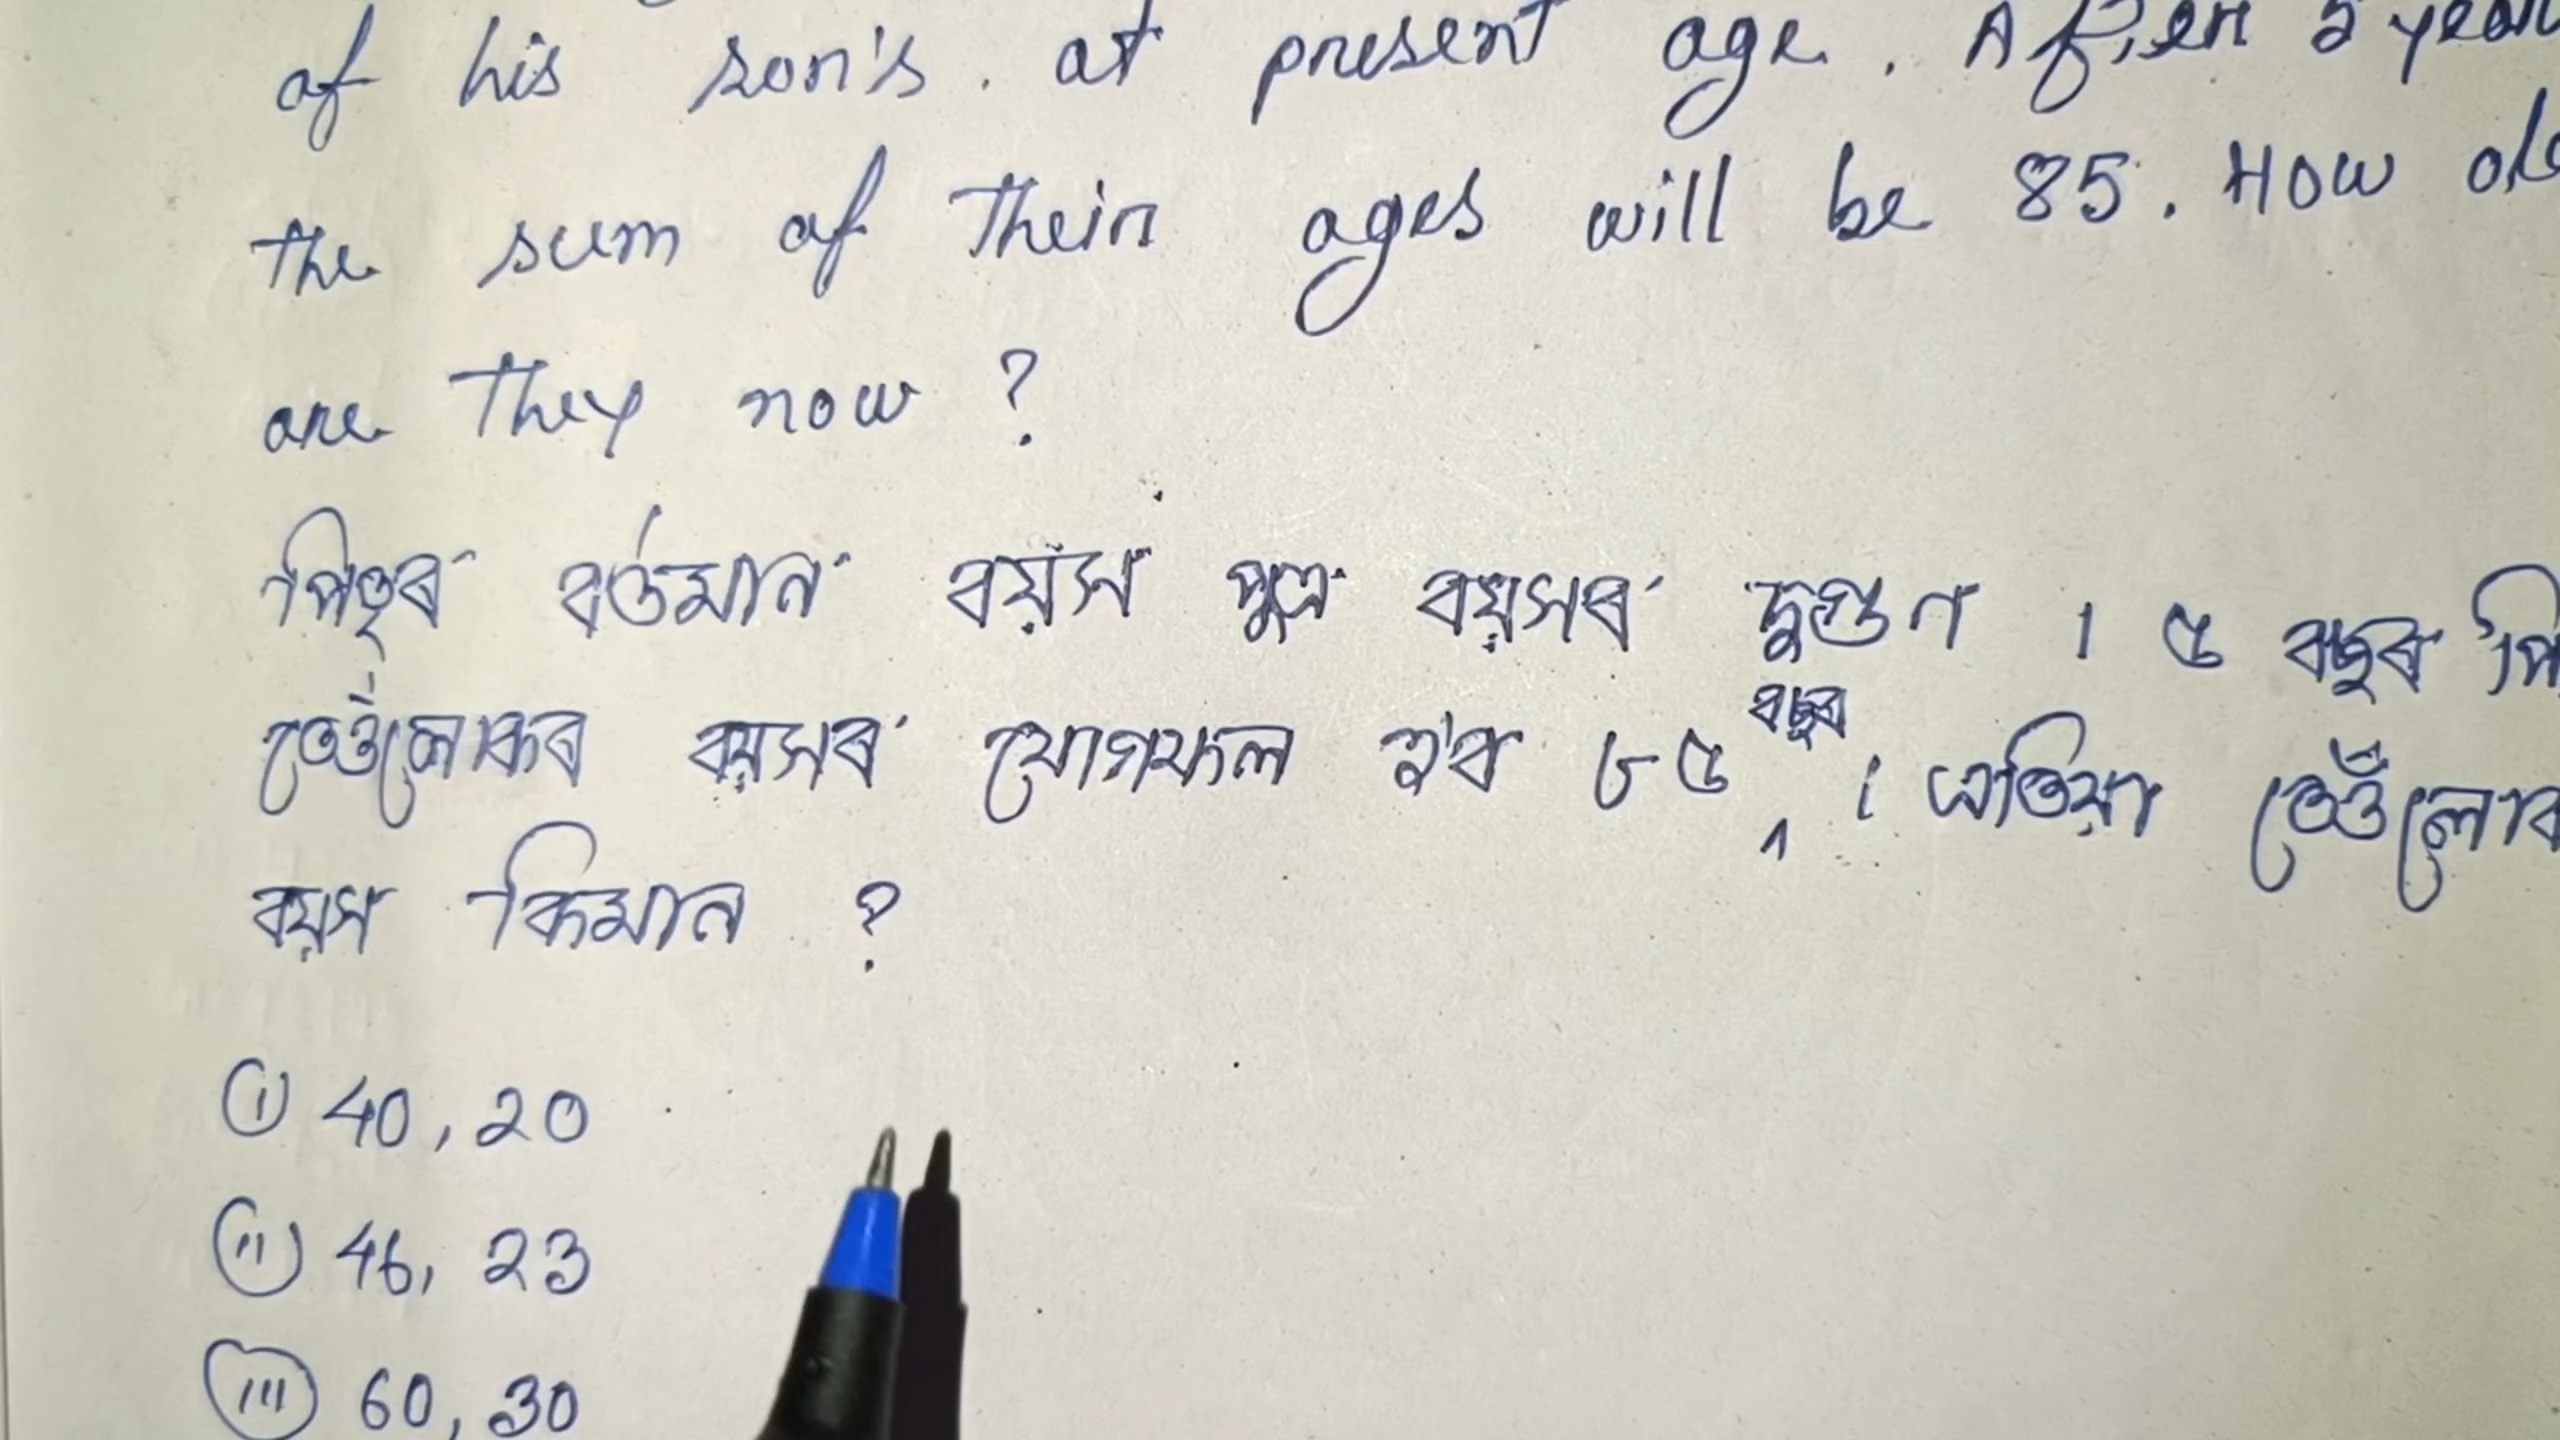 of his son's. at present age. After 5 years
the sum of their ages will be 85. How old
are they now ?
পিতৃৰ বৰ্তমান বয়স পুত্ৰ বয়সৰ দুগুণ । ৫ বছৰ পি
তেওঁলোকৰ বয়সৰ যোগফল হ'ব ৮৫ বছৰ । এতিয়া তেওঁলোক
বয়স কিমান ?
(i) 40, 20
(ii) 46, 23
(iii) 60, 30